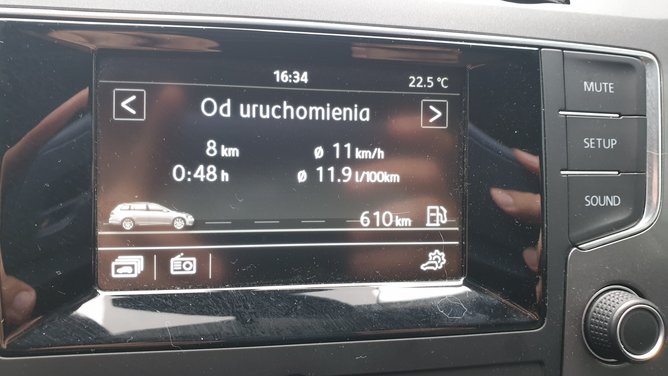 16:34
22.5 °C
< Od uruchomienia >
8 km
ø 11 km/h
0:48 h
ø 11.9 l/100km
610 km
MUTE
SETUP
SOUND